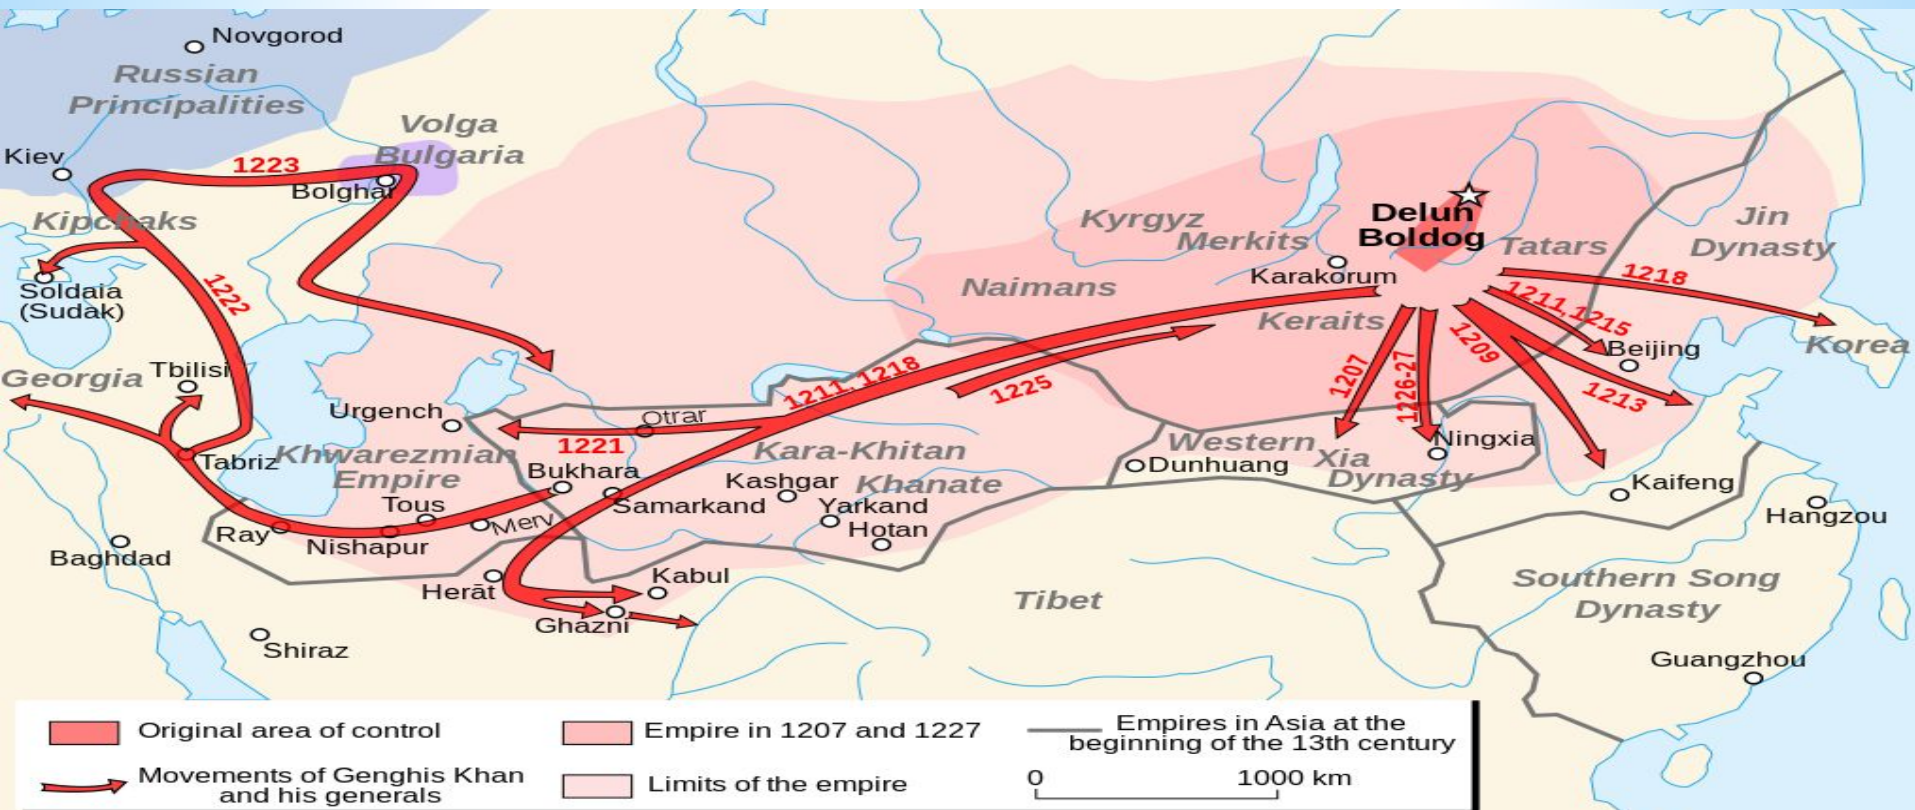 Novgorod
Russian
Principalities
Volga
Bulgaria
Kiev
1223
Bolghar
Kipchaks
Soldaia
(Sudak)
1222
Tbilisi
Georgia
Urgench
Tabriz
Khwarezmian
Empire
Otrar
1221
Bukhara
Samarkand
Tous
Merv
Ray
Nishapur
Baghdad
Herāt
Kabul
Ghazni
Shiraz
Kara-Khitan
Khanate
Kashgar
Yarkand
Hotan
1211, 1218
1225
Kyrgyz
Merkits
Naimans
Keraits
Karakorum
Delun
Boldog
Tatars
Jin
Dynasty
1218
1211,1215
Beijing
Korea
1207
1226-27
1209
1213
Western
Xia
Dynasty
Dunhuang
Ningxia
Kaifeng
Hangzou
Tibet
Southern Song
Dynasty
Guangzhou
Original area of control
Movements of Genghis Khan
and his generals
Empire in 1207 and 1227
Limits of the empire
Empires in Asia at the
beginning of the 13th century
0 1000 km